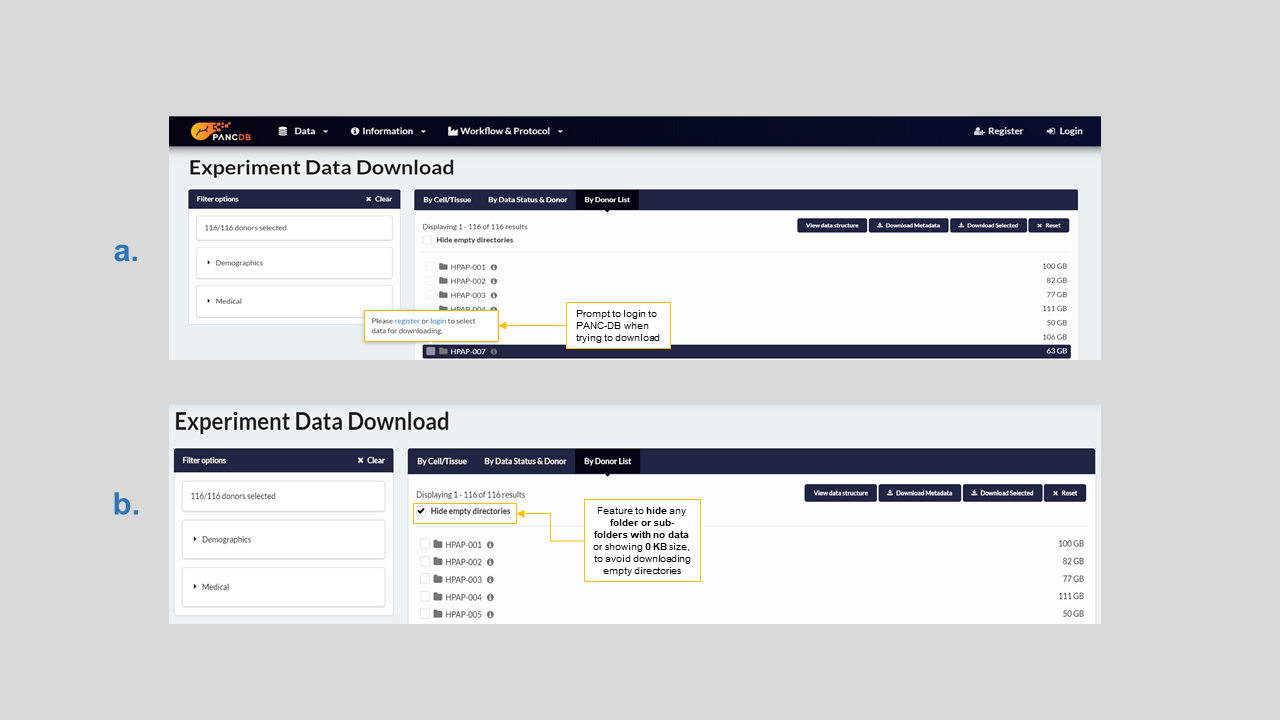 PANCDB Data Information Workflow & Protocol Register Login
Experiment Data Download
Filter options Clear
116/116 donors selected
Demographics
Medical
By Cell/Tissue By Data Status & Donor By Donor List
Displaying 1 - 116 of 116 results
View data structure Download Metadata Download Selected Reset
Hide empty directories
a.
HPAP-001 100 GB
HPAP-002 82 GB
HPAP-003 77 GB
HPAP-004 111 GB
50 GB
106 GB
HPAP-007 63 GB
Please register or login to select
data for downloading.
Prompt to login to
PANC-DB when
trying to download
Experiment Data Download
Filter options Clear
116/116 donors selected
Demographics
Medical
By Cell/Tissue By Data Status & Donor By Donor List
Displaying 1 - 116 of 116 results
View data structure Download Metadata Download Selected Reset
Hide empty directories
b.
Feature to hide any
folder or sub-
folders with no data
or showing 0 KB size,
to avoid downloading
empty directories
HPAP-001 100 GB
HPAP-002 82 GB
HPAP-003 77 GB
HPAP-004 111 GB
HPAP-005 50 GB